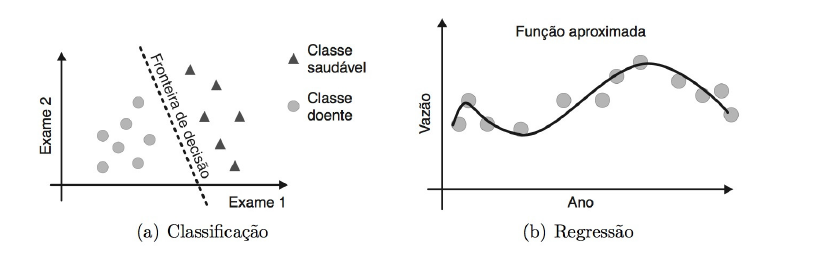 Exame 2
Fronteira de decisão
Classe
saudável
Classe
doente
Exame 1
(a) Classificação
Função aproximada
Vazão
Ano
(b) Regressão